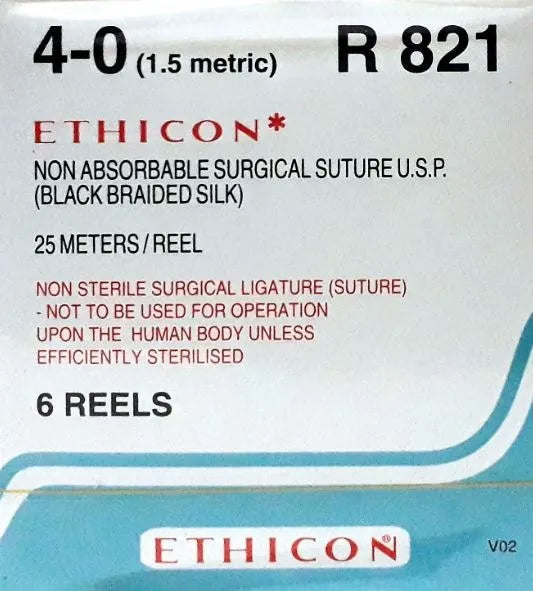 4-0 (1.5 metric) R 821
ETHICON*
NON ABSORBABLE SURGICAL SUTURE U.S.P.
(BLACK BRAIDED SILK)
25 METERS / REEL
NON STERILE SURGICAL LIGATURE (SUTURE)
- NOT TO BE USED FOR OPERATION
UPON THE HUMAN BODY UNLESS
EFFICIENTLY STERILISED
6 REELS
ETHICON®
V02